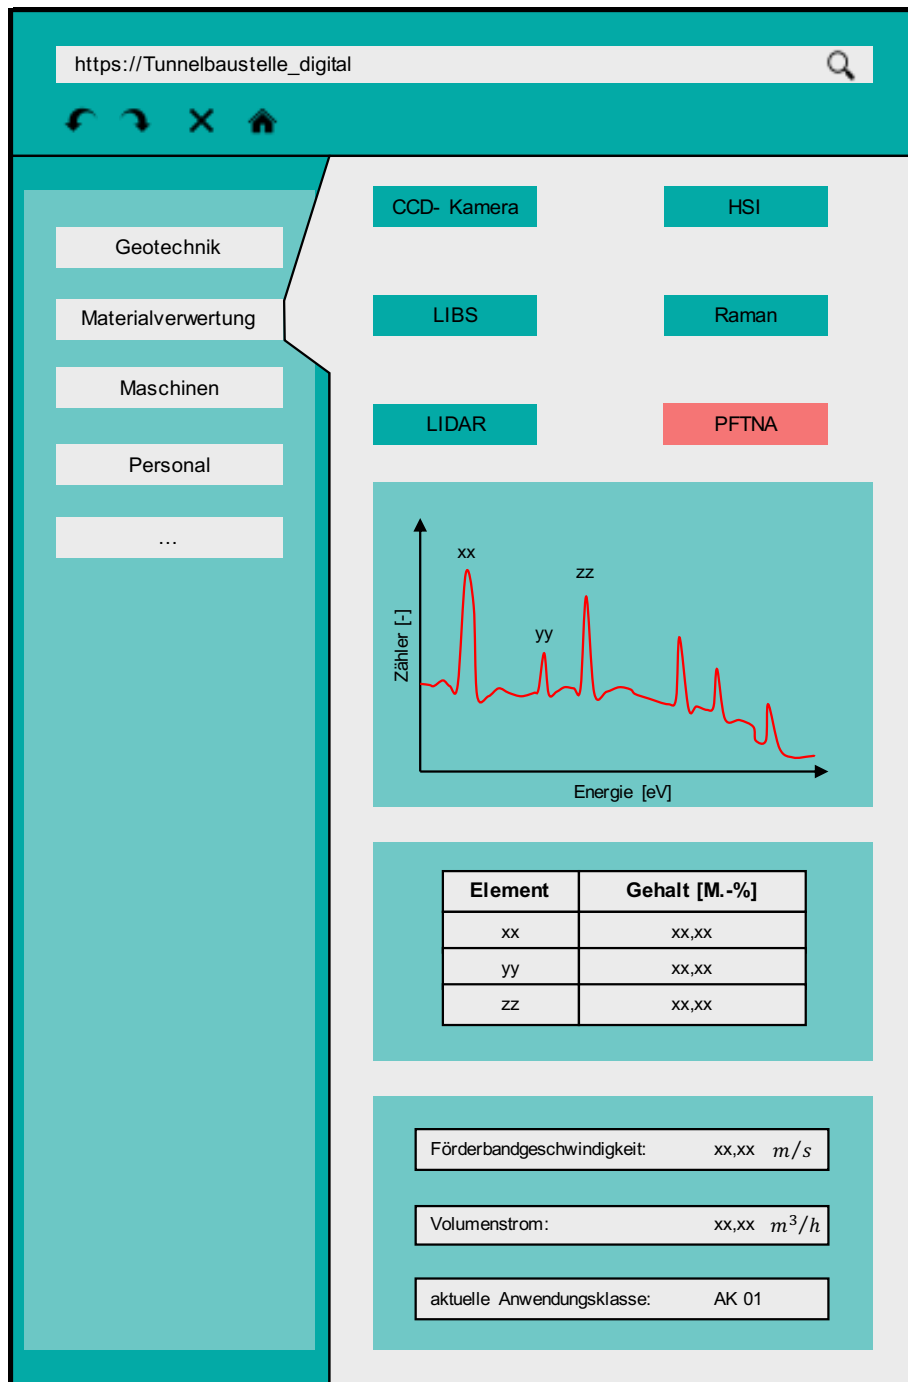 https://Tunnelbaustelle_digital
Geotechnik
Materialverwertung
Maschinen
Personal
...
CCD- Kamera
HSI
LIBS
Raman
LIDAR
PFTNA
xx
yy
zz
Zähler [-]
Energie [eV]
Element Gehalt [M.-%]
xx xx,xx
yy xx,xx
zz xx,xx
Förderbandgeschwindigkeit: xx,xx m/s
Volumenstrom: xx,xx m³/h
aktuelle Anwendungsklasse: AK 01